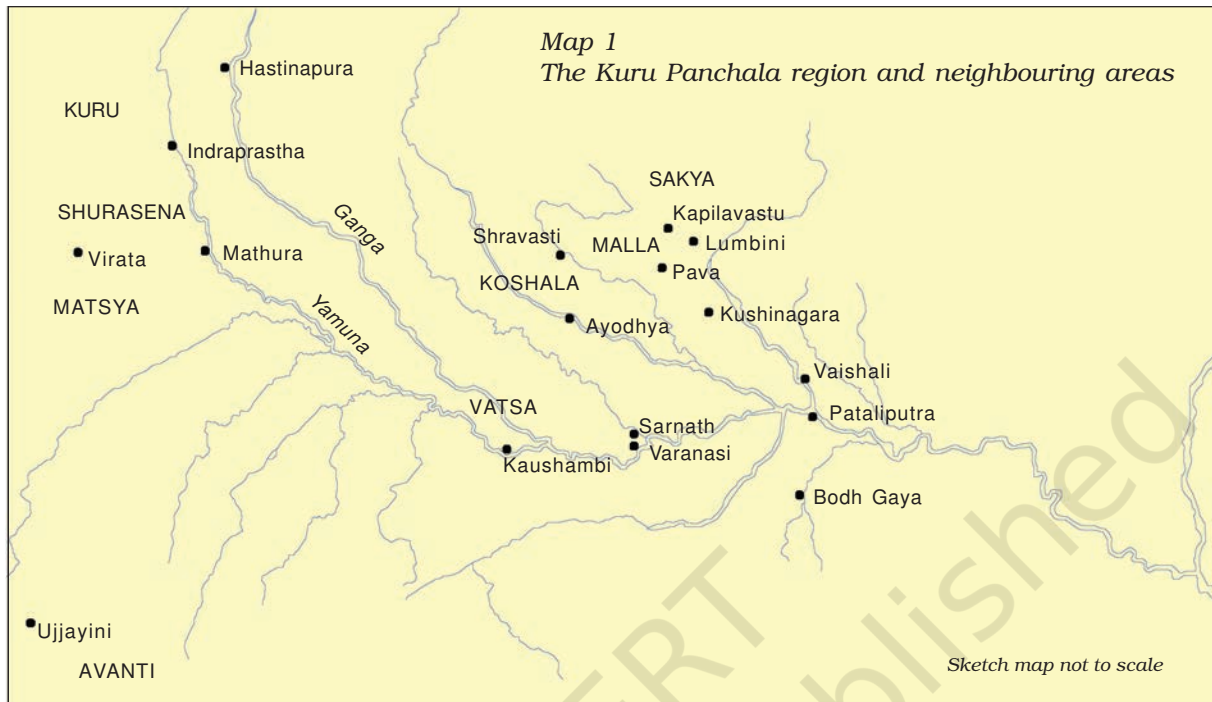 Map 1
The Kuru Panchala region and neighbouring areas
Hastinapura
KURU
Indraprastha
SAKYA
Kapilavastu
SHURASENA
Ganga
Shravasti
MALLA
Lumbini
Virata
Mathura
Pava
KOSHALA
MATSYA
Yamuna
Ayodhya
Kushinagara
Vaishali
VATSA
Pataliputra
Sarnath
Kaushambi
Varanasi
Bodh Gaya
Ujjayini
AVANTI
Sketch map not to scale